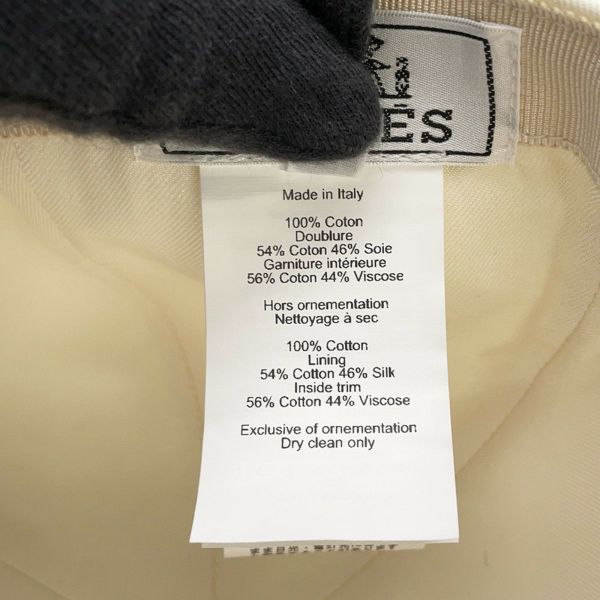 ES
Made in Italy
100% Coton
Doublure
54% Coton 46% Soie
Garniture intérieure
56% Coton 44% Viscose
Hors ornementation
Nettoyage à sec
100% Cotton
Lining
54% Cotton 46% Silk
Inside trim
56% Cotton 44% Viscose
Exclusive of ornementation
Dry clean only